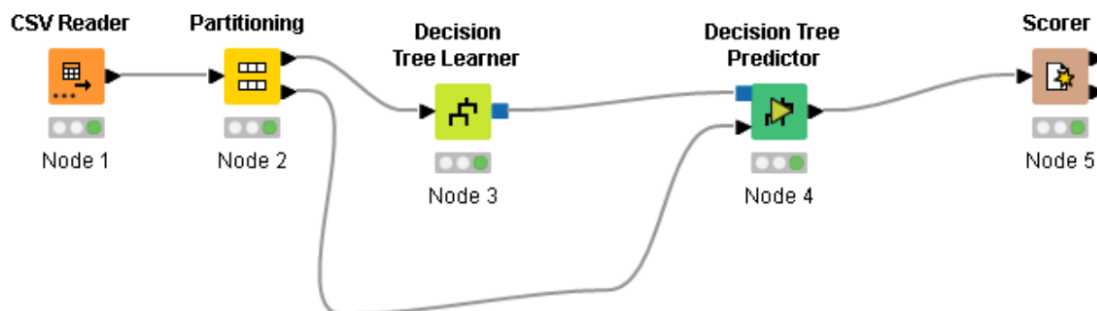 CSV Reader
Partitioning
Decision
Tree Learner
Decision Tree
Predictor
Scorer
Node 1
Node 2
Node 3
Node 4
Node 5